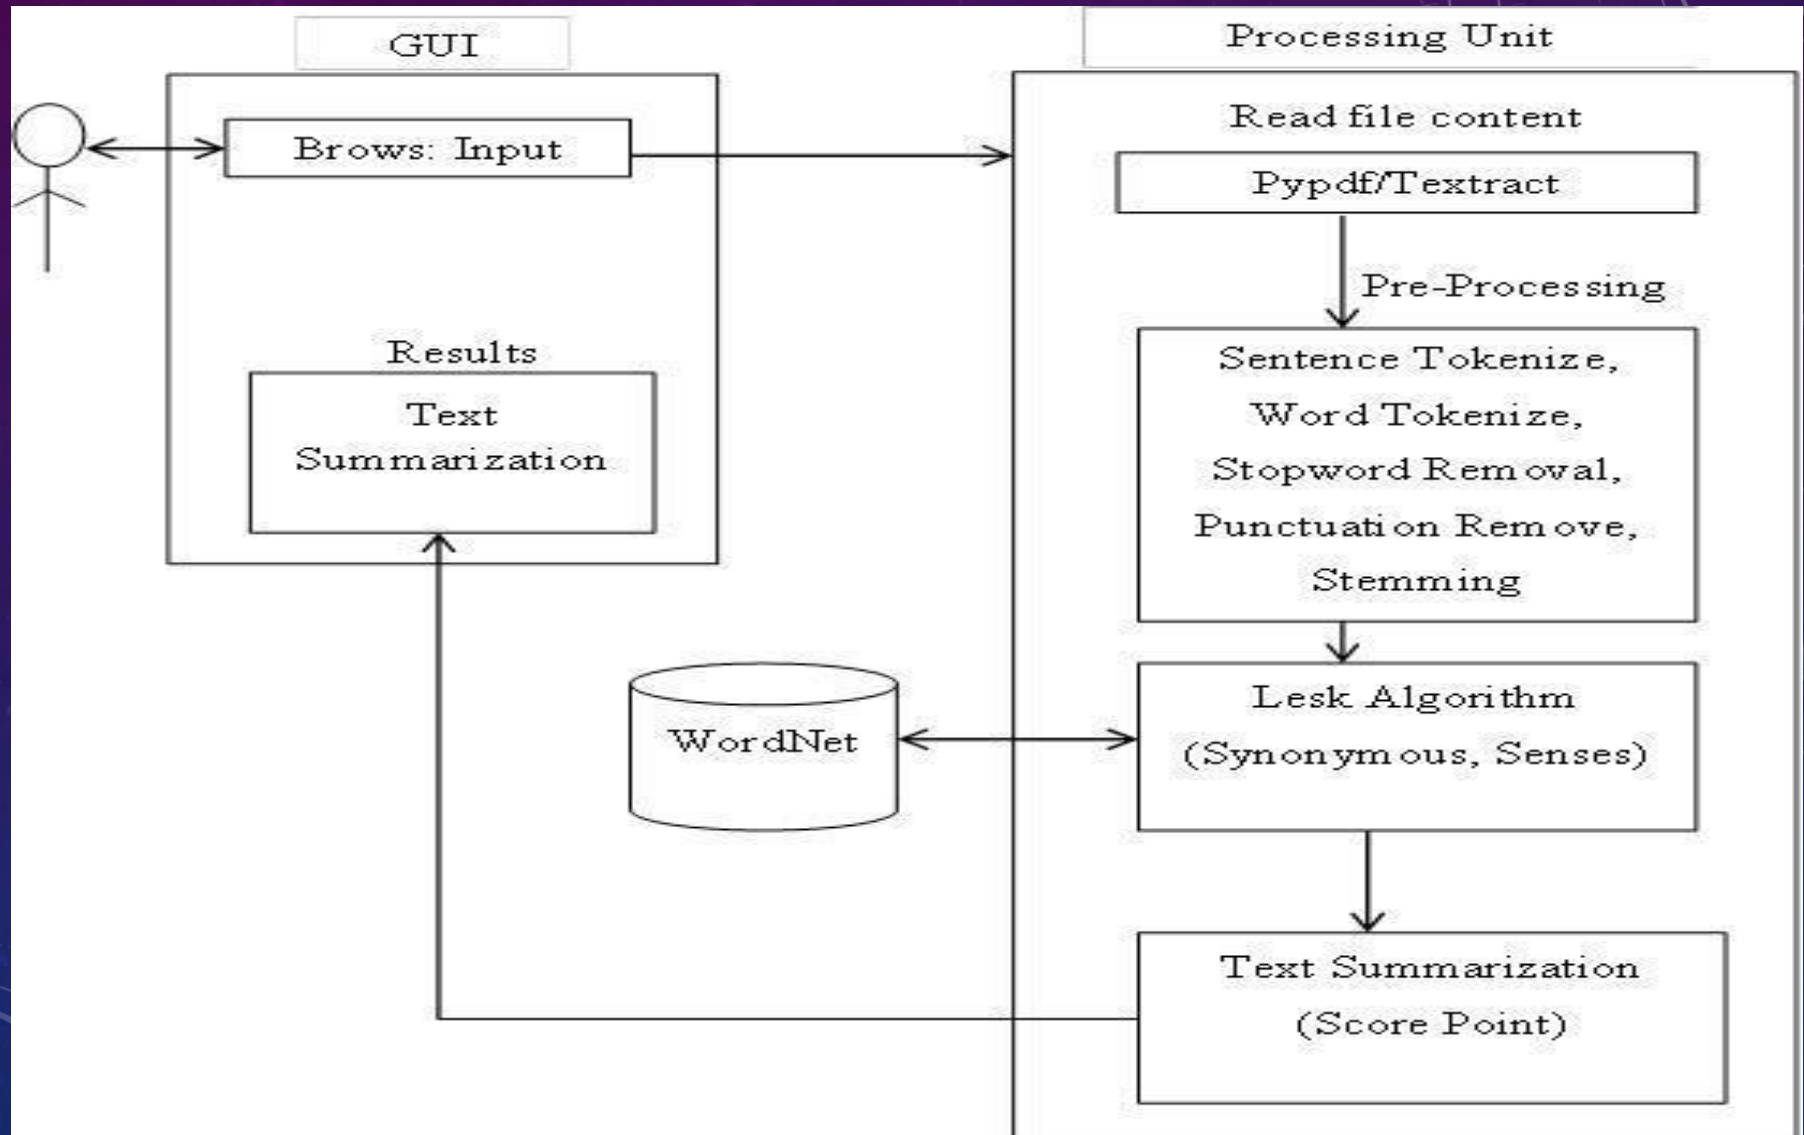 GUI
Brows: Input
Results
Text
Summarization
WordNet
Processing Unit
Read file content
Pypdf/Textract
Pre-Processing
Sentence Tokenize,
Word Tokenize,
Stopword Removal,
Punctuation Remove,
Stemming
Lesk Algorithm
(Synonymous, Senses)
Text Summarization
(Score Point)